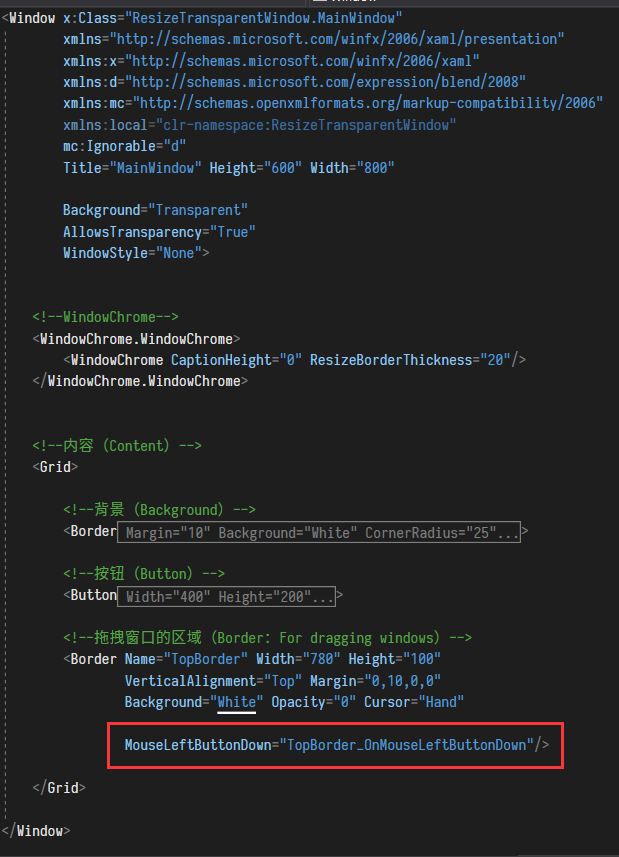 <Window x:Class="ResizeTransparentWindow.MainWindow"
xmlns="http://schemas.microsoft.com/winfx/2006/xaml/presentation"
xmlns:x="http://schemas.microsoft.com/winfx/2006/xaml"
xmlns:d="http://schemas.microsoft.com/expression/blend/2008"
xmlns:mc="http://schemas.openxmlformats.org/markup-compatibility/2006"
xmlns:local="clr-namespace:ResizeTransparentWindow"
mc:Ignorable="d"
Title="MainWindow" Height="600" Width="800"
Background="Transparent"
AllowsTransparency="True"
WindowStyle="None">
<!--WindowChrome-->
<WindowChrome.WindowChrome>
<WindowChrome CaptionHeight="0" ResizeBorderThickness="20"/>
</WindowChrome.WindowChrome>
<!--内容（Content）-->
<Grid>
<!--背景（Background）-->
<Border Margin="10" Background="White" CornerRadius="25"...>
<!--按钮（Button）-->
<Button Width="400" Height="200"...>
<!--拖拽窗口的区域（Border: For dragging windows）-->
<Border Name="TopBorder" Width="780" Height="100"
VerticalAlignment="Top" Margin="0,10,0,0"
Background="White" Opacity="0" Cursor="Hand"
MouseLeftButtonDown="TopBorder_OnMouseLeftButtonDown"/>
</Grid>
</Window>